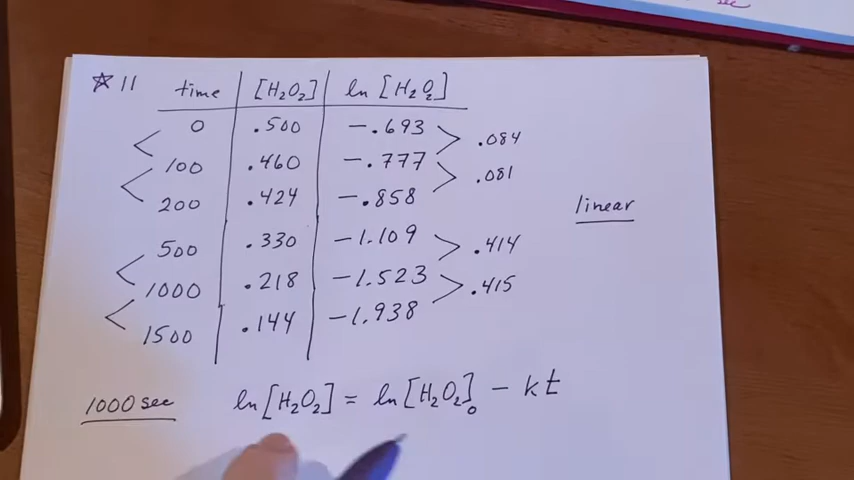 ☆ 11 time [H₂O₂] ln [H₂O₂]
0 .500 -.693
.084
100 .460 -.777
.081
200 .424 -.858
linear
500 .330 -1.109
.414
1000 .218 -1.523
.415
1500 .144 -1.938
1000 sec ln [H₂O₂] = ln [H₂O₂]₀ - kt
sec